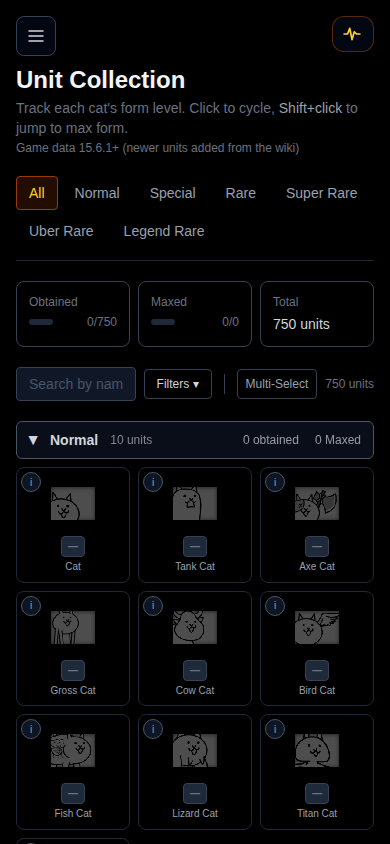 Unit Collection
Track each cat's form level. Click to cycle, Shift+click to
jump to max form.
Game data 15.6.1+ (newer units added from the wiki)
All Normal Special Rare Super Rare
Uber Rare Legend Rare
Obtained Maxed Total
0/750 0/0 750 units
Search by nam Filters ▾ Multi-Select 750 units
▼ Normal 10 units 0 obtained 0 Maxed
i i i
— — —
Cat Tank Cat Axe Cat
i i i
— — —
Gross Cat Cow Cat Bird Cat
i i i
— — —
Fish Cat Lizard Cat Titan Cat